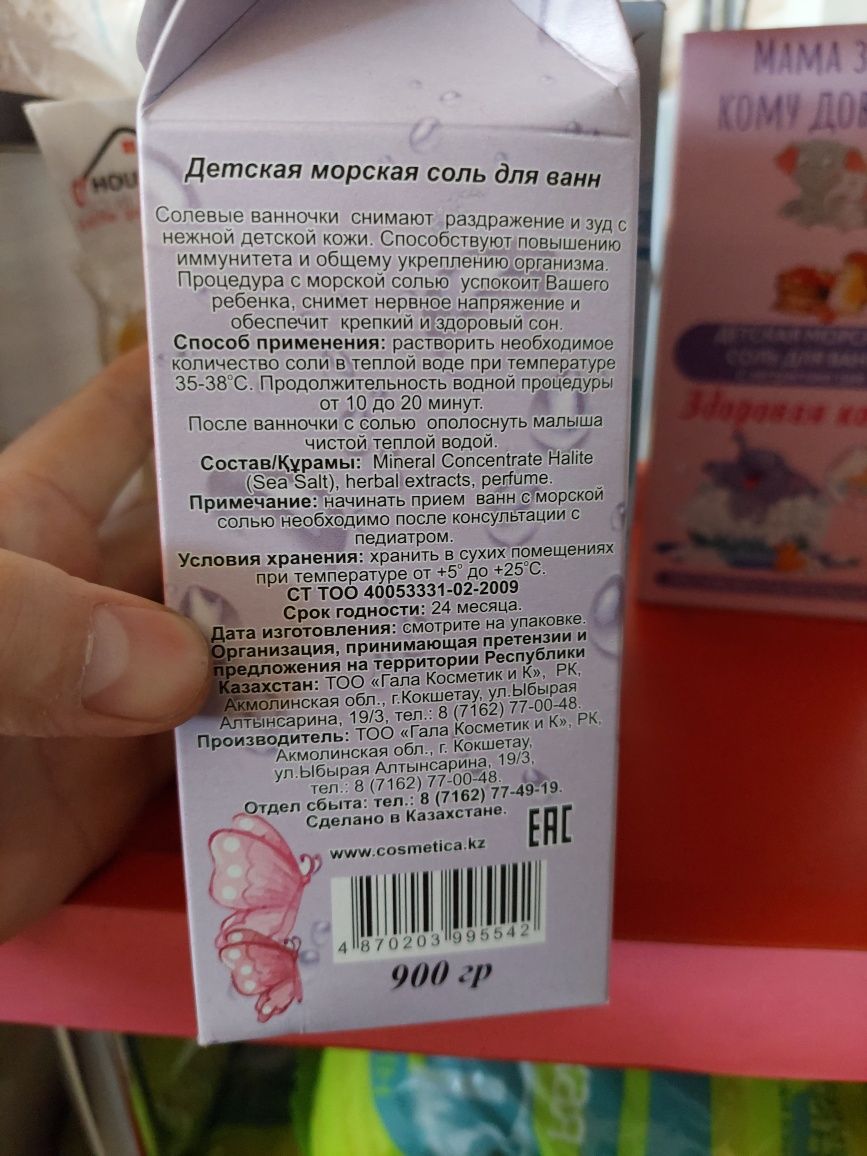 Детская морская соль для ванн
Солевые ванночки снимают раздражение и зуд с
нежной детской кожи. Способствуют повышению
иммунитета и общему укреплению организма.
Процедура с морской солью успокоит Вашего
ребенка, снимет нервное напряжение и
обеспечит крепкий и здоровый сон.
Способ применения: растворить необходимое
количество соли в теплой воде при температуре
35-38°С. Продолжительность водной процедуры
от 10 до 20 минут.
После ванночки с солью ополоснуть малыша
чистой теплой водой.
Состав/Құрамы: Mineral Concentrate Halite
(Sea Salt), herbal extracts, perfume.
Примечание: начинать прием ванн с морской
солью необходимо после консультации с
педиатром.
Условия хранения: хранить в сухих помещениях
при температуре от +5° до +25°С.
СТ ТОО 40053331-02-2009
Срок годности: 24 месяца.
Дата изготовления: смотрите на упаковке.
Организация, принимающая претензии и
предложения на территории Республики
Казахстан: ТОО «Гала Косметик и К», РК,
Акмолинская обл., г.Кокшетау, ул.Ыбырая
Алтынсарина, 19/3, тел.: 8 (7162) 77-00-48.
Производитель: ТОО «Гала Косметик и К», РК,
Акмолинская обл., г. Кокшетау,
ул.Ыбырая Алтынсарина, 19/3,
тел.: 8 (7162) 77-00-48.
Отдел сбыта: тел.: 8 (7162) 77-49-19.
Сделано в Казахстане.
EAC
www.cosmetica.kz
4 870203 995542
900 гр
HOU
МАМА З
КОМУ ДО
ДЕТСКАЯ МОРС
СОЛЬ ДЛЯ ВАН
Здоровая